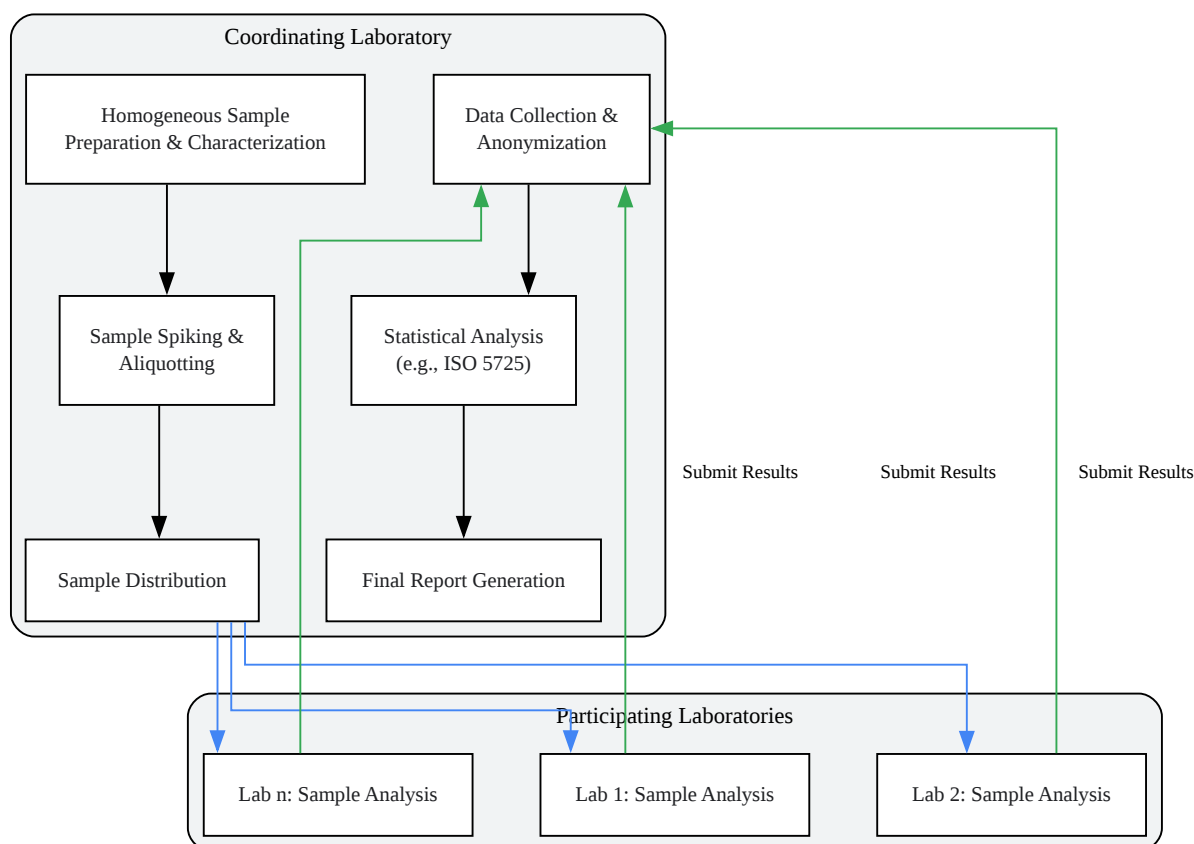 Coordinating Laboratory
Homogeneous Sample
Preparation & Characterization
Data Collection &
Anonymization
Sample Spiking &
Aliquotting
Statistical Analysis
(e.g., ISO 5725)
Submit Results
Submit Results
Submit Results
Sample Distribution
Final Report Generation
Participating Laboratories
Lab n: Sample Analysis
Lab 1: Sample Analysis
Lab 2: Sample Analysis